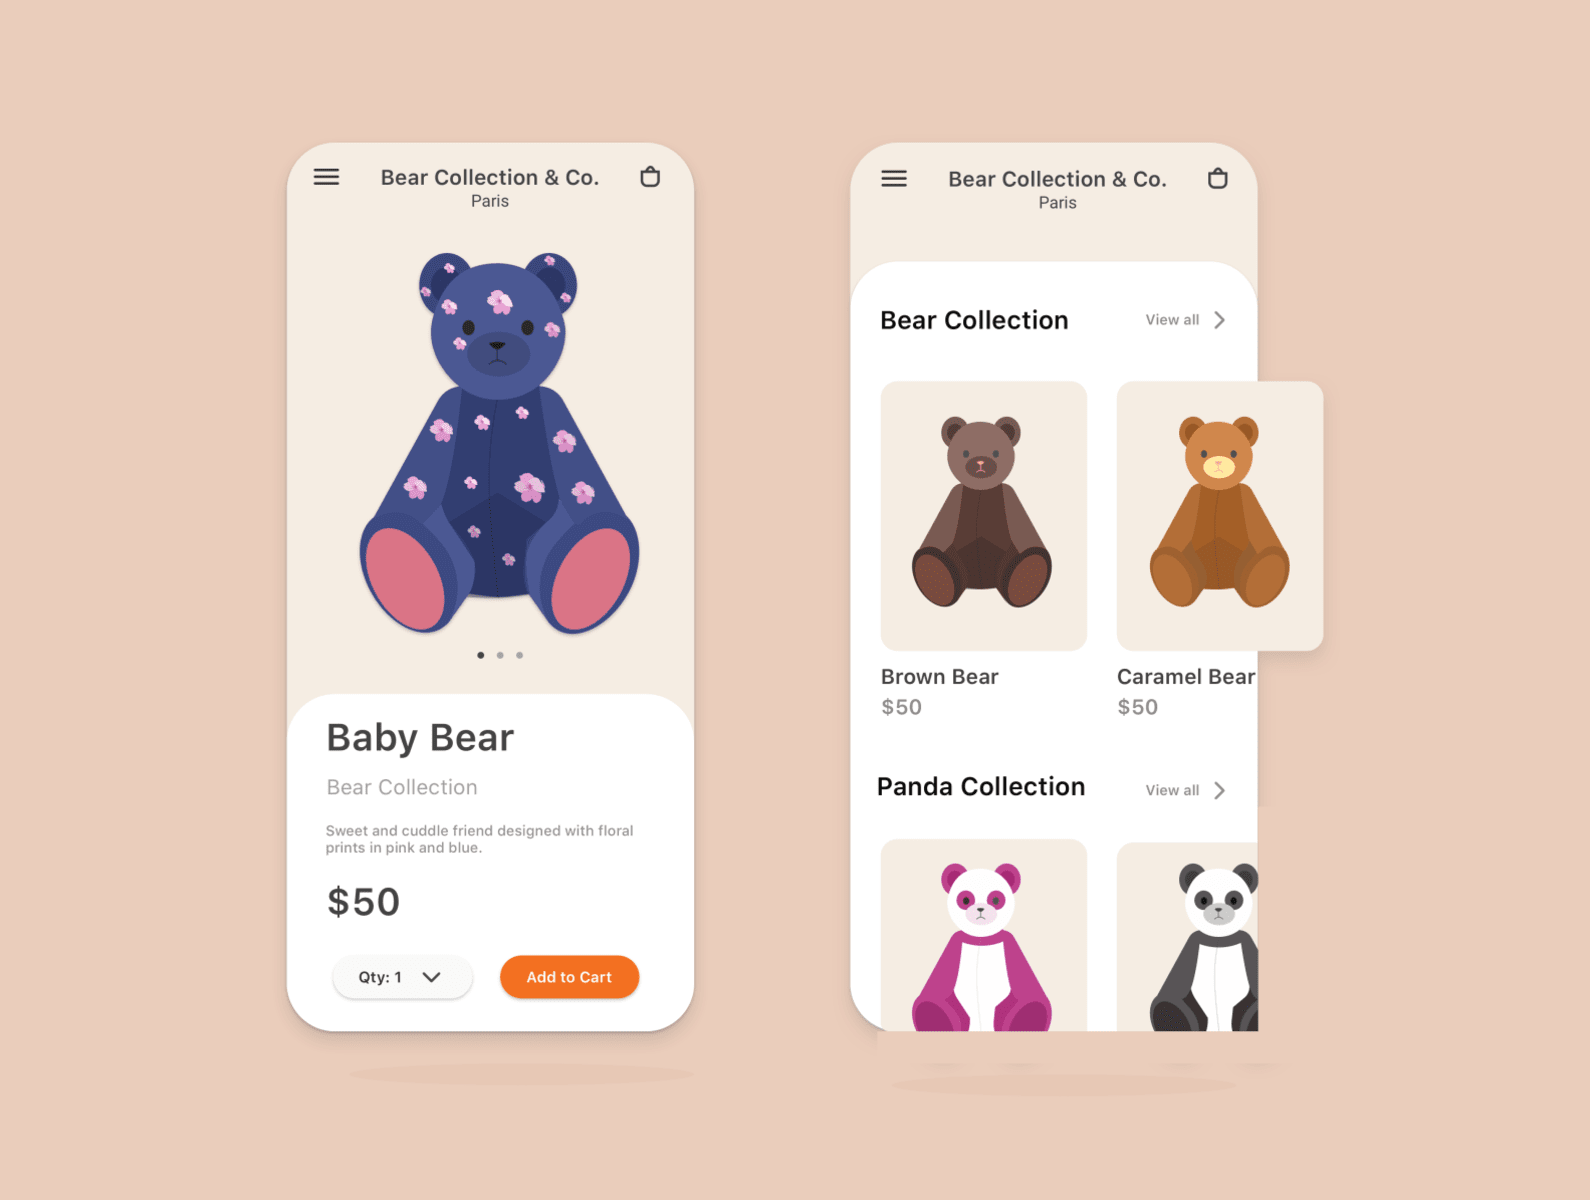 Bear Collection & Co.
Paris
Baby Bear
Bear Collection
Sweet and cuddle friend designed with floral
prints in pink and blue.
$50
Qty: 1
Add to Cart
Bear Collection & Co.
Paris
Bear Collection
View all
Brown Bear
$50
Caramel Bear
$50
Panda Collection
View all